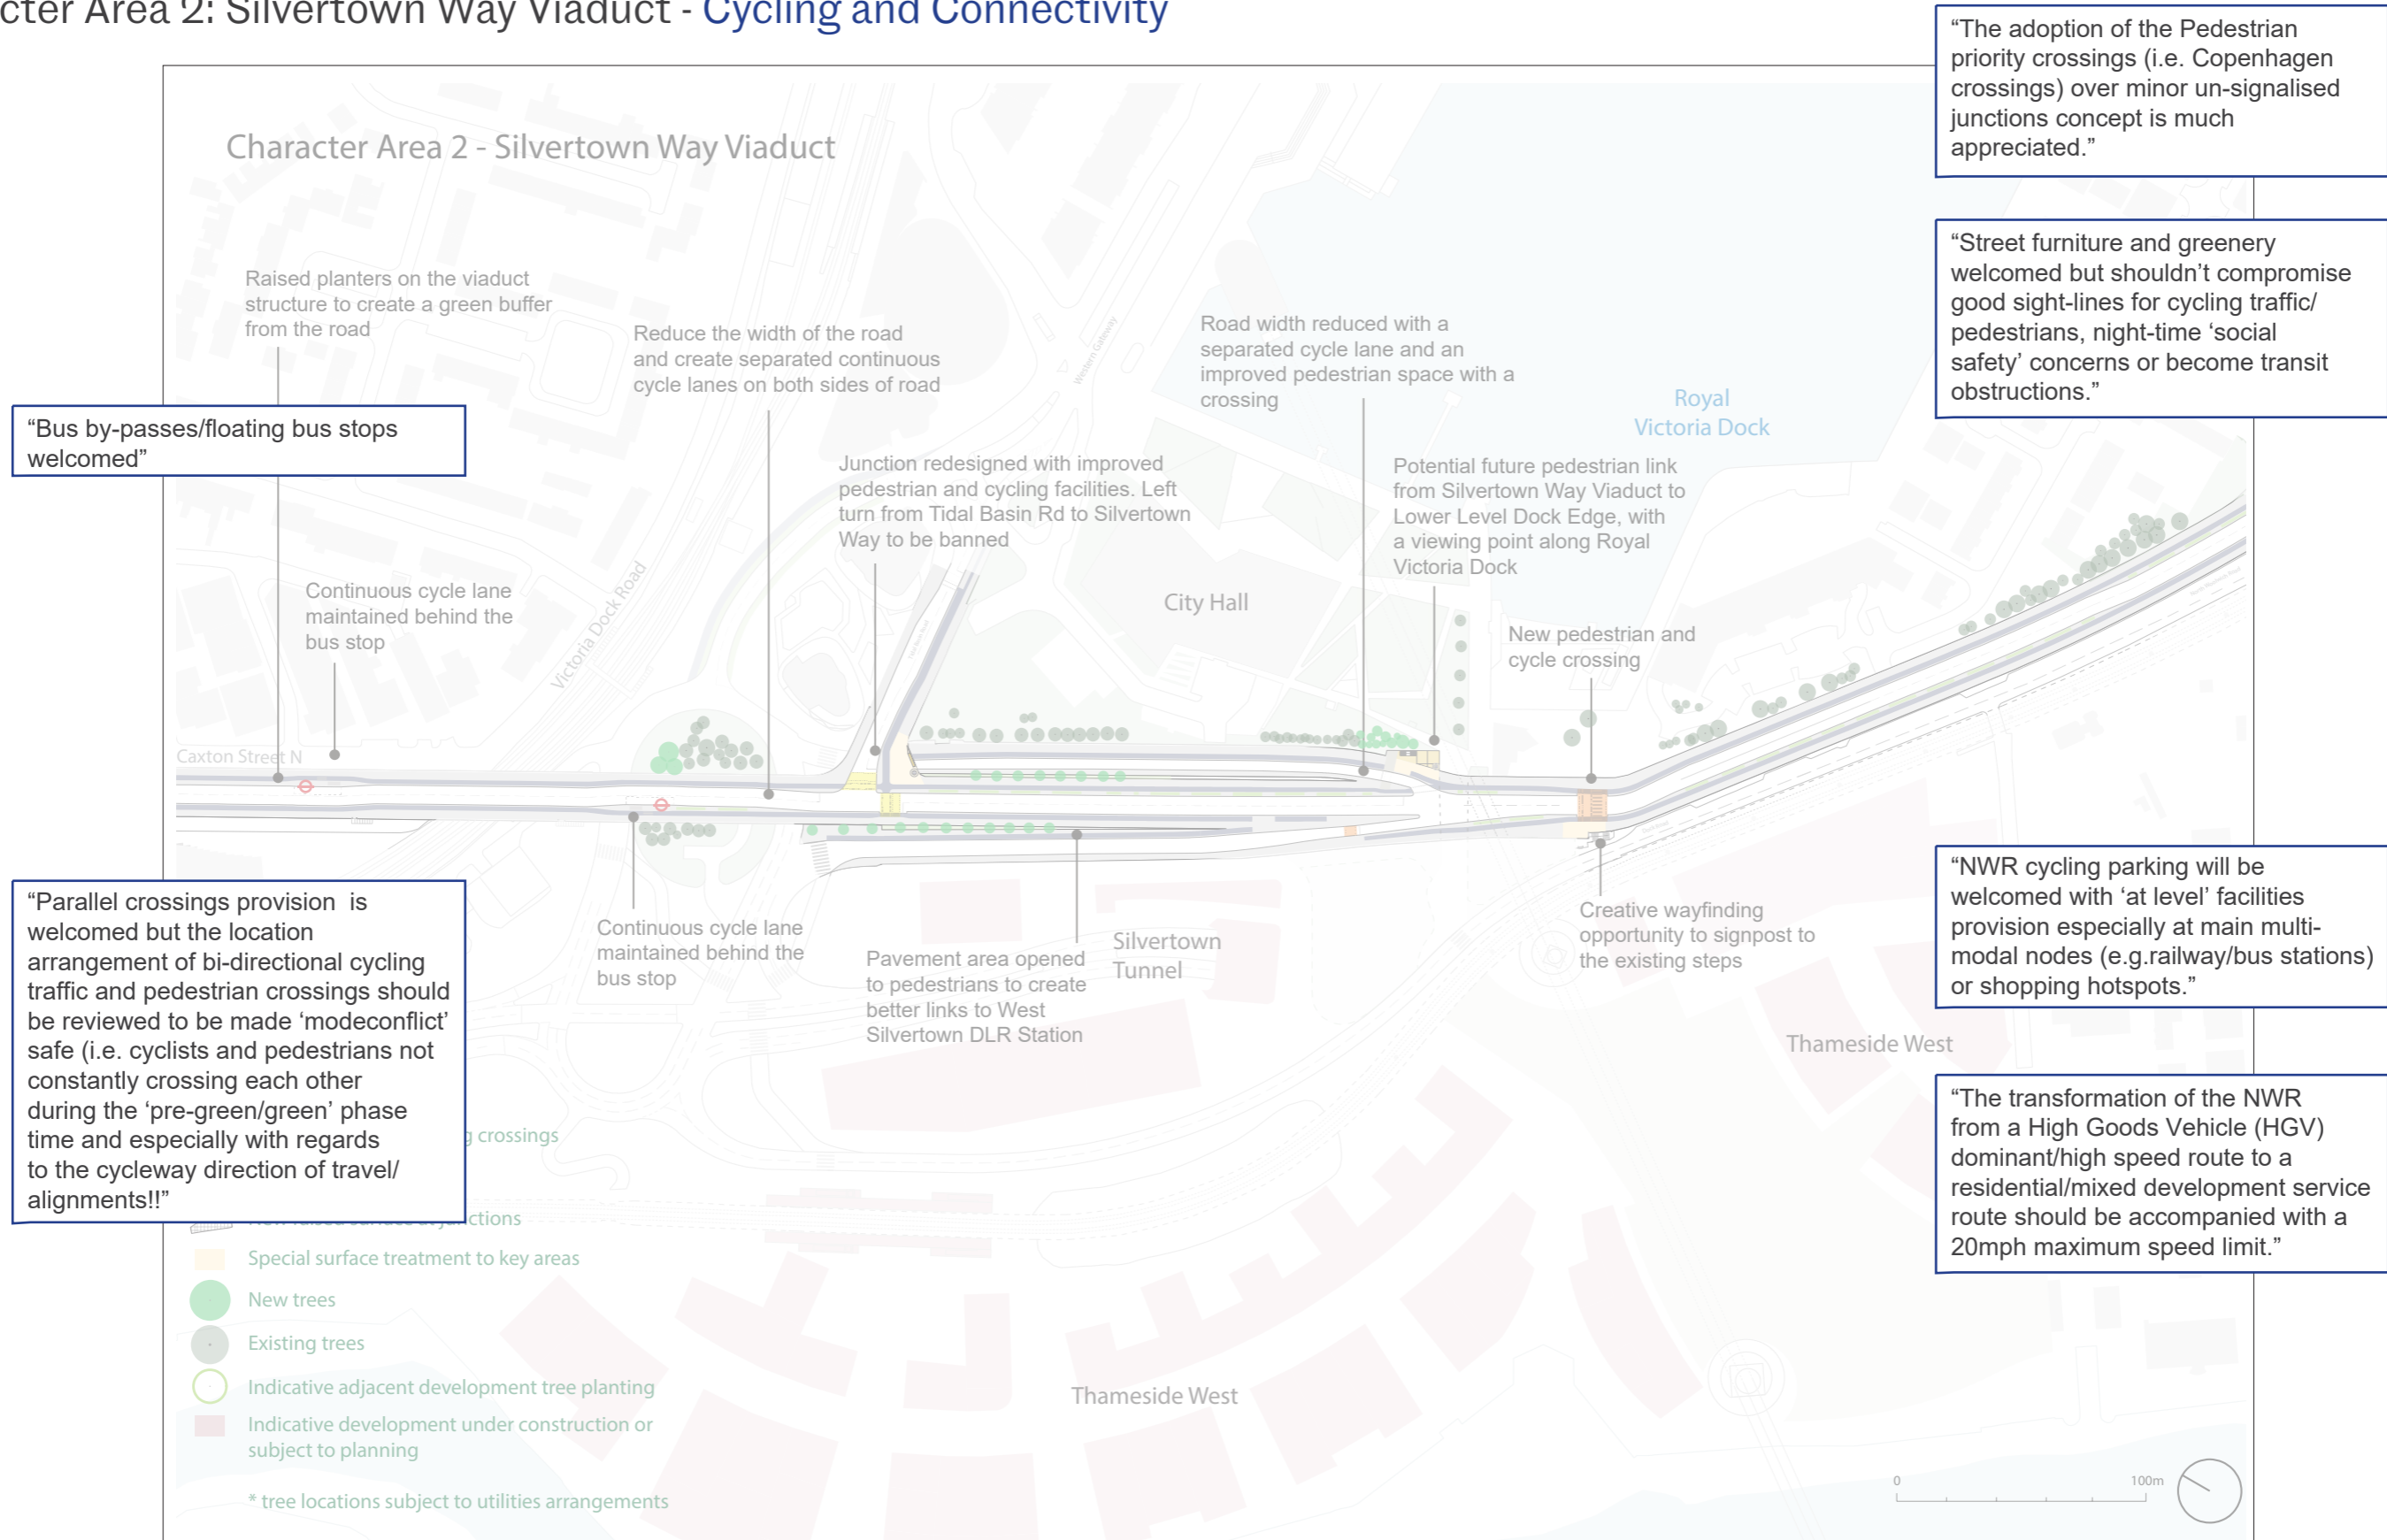 cter Area 2: Silvertown Way Viaduct - Cycling and Connectivity
“The adoption of the Pedestrian
priority crossings (i.e. Copenhagen
crossings) over minor un-signalised
junctions concept is much
appreciated.”
Character Area 2 - Silvertown Way Viaduct
“Street furniture and greenery
welcomed but shouldn’t compromise
good sight-lines for cycling traffic/
pedestrians, night-time ‘social
safety’ concerns or become transit
obstructions.”
Raised planters on the viaduct
structure to create a green buffer
from the road
Reduce the width of the road
and create separated continuous
cycle lanes on both sides of road
Road width reduced with a
separated cycle lane and an
improved pedestrian space with a
crossing
Western Gateway
Royal
Victoria Dock
“Bus by-passes/floating bus stops
welcomed”
Junction redesigned with improved
pedestrian and cycling facilities. Left
turn from Tidal Basin Rd to Silvertown
Way to be banned
Potential future pedestrian link
from Silvertown Way Viaduct to
Lower Level Dock Edge, with
a viewing point along Royal
Victoria Dock
Continuous cycle lane
maintained behind the
bus stop
Victoria Dock Road
City Hall
New pedestrian and
cycle crossing
Caxton Street N
“Parallel crossings provision is
welcomed but the location
arrangement of bi-directional cycling
traffic and pedestrian crossings should
be reviewed to be made ‘modeconflict’
safe (i.e. cyclists and pedestrians not
constantly crossing each other
during the ‘pre-green/green’ phase
time and especially with regards
to the cycleway direction of travel/
alignments!!”
Continuous cycle lane
maintained behind the
bus stop
Pavement area opened
to pedestrians to create
better links to West
Silvertown DLR Station
Silvertown
Tunnel
Creative wayfinding
opportunity to signpost to
the existing steps
“NWR cycling parking will be
welcomed with ‘at level’ facilities
provision especially at main multi-
modal nodes (e.g.railway/bus stations)
or shopping hotspots.”
Thameside West
“The transformation of the NWR
from a High Goods Vehicle (HGV)
dominant/high speed route to a
residential/mixed development service
route should be accompanied with a
20mph maximum speed limit.”
g crossings
nctions
Special surface treatment to key areas
New trees
Existing trees
Indicative adjacent development tree planting
Indicative development under construction or
subject to planning
* tree locations subject to utilities arrangements
Thameside West
0 100m